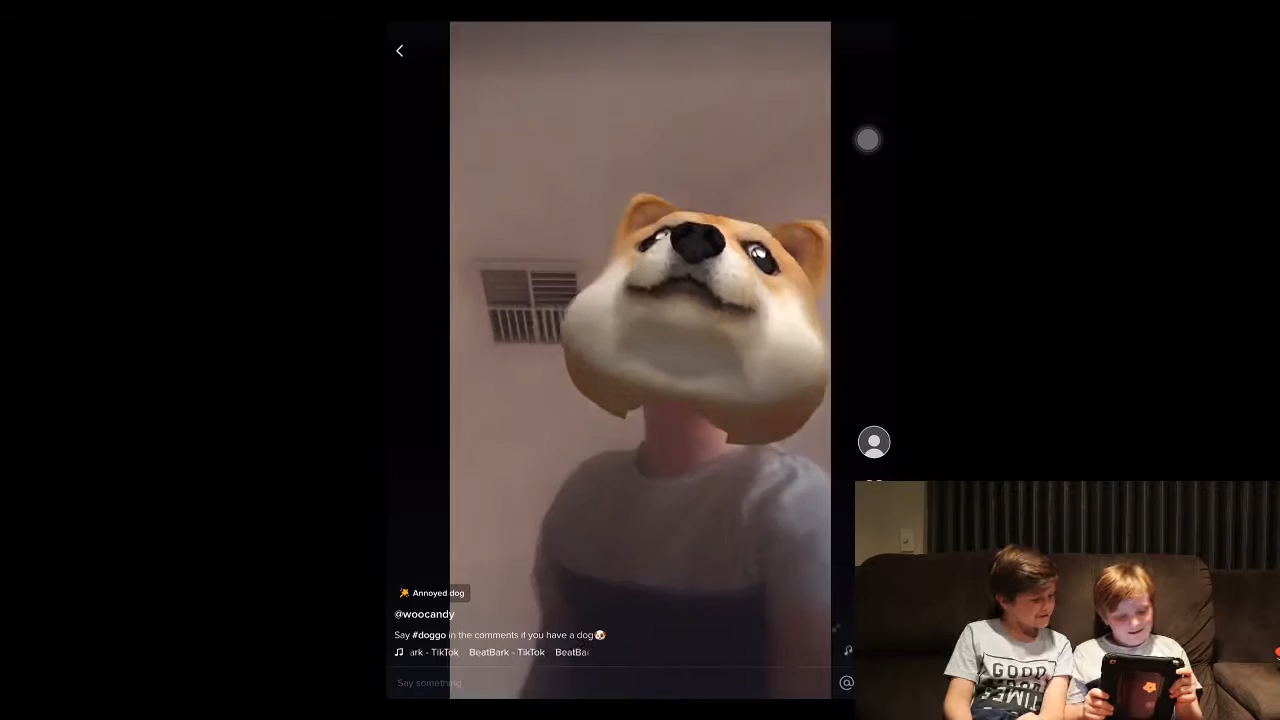 Annoyed dog
@woocandy
Say #doggo in the comments if you have a dog🐶
ark - TikTok BeatBark - TikTok BeatBa
Say something
@
GOOD
TIMES